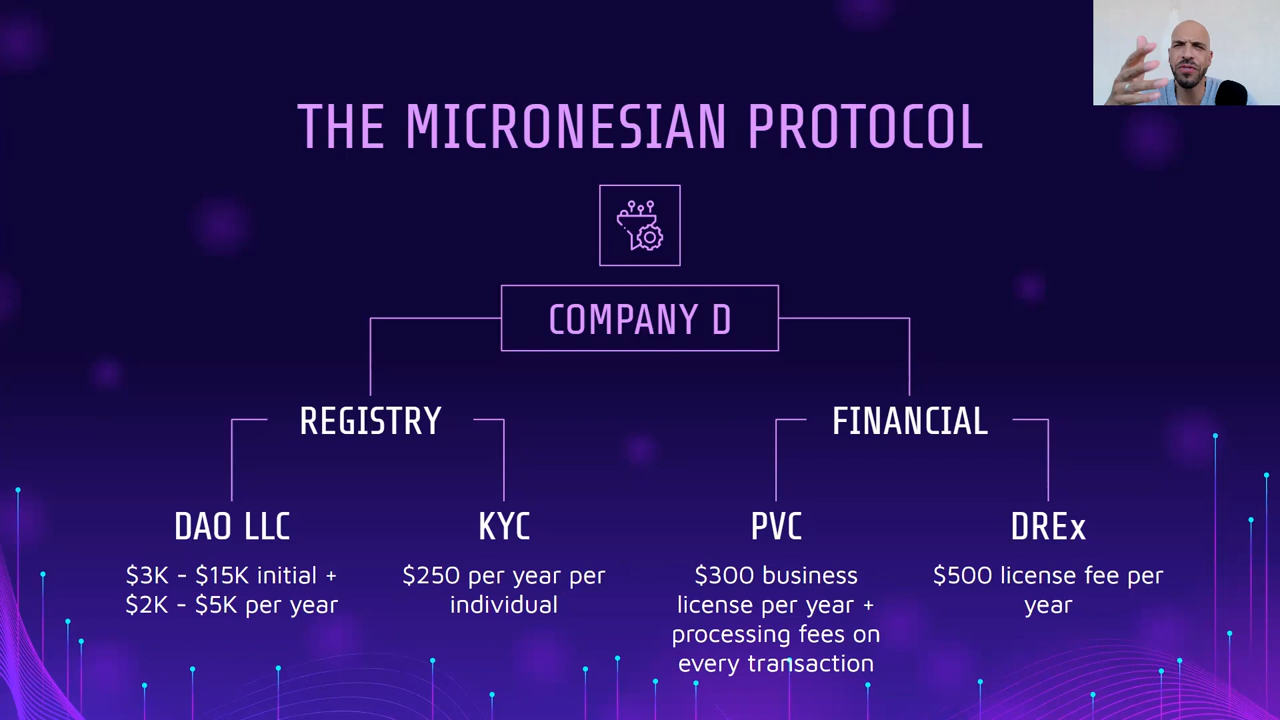 THE MICRONESIAN PROTOCOL
COMPANY D
REGISTRY
FINANCIAL
DAO LLC
$3K - $15K initial +
$2K - $5K per year
KYC
$250 per year per
individual
PVC
$300 business
license per year +
processing fees on
every transaction
DREx
$500 license fee per
year